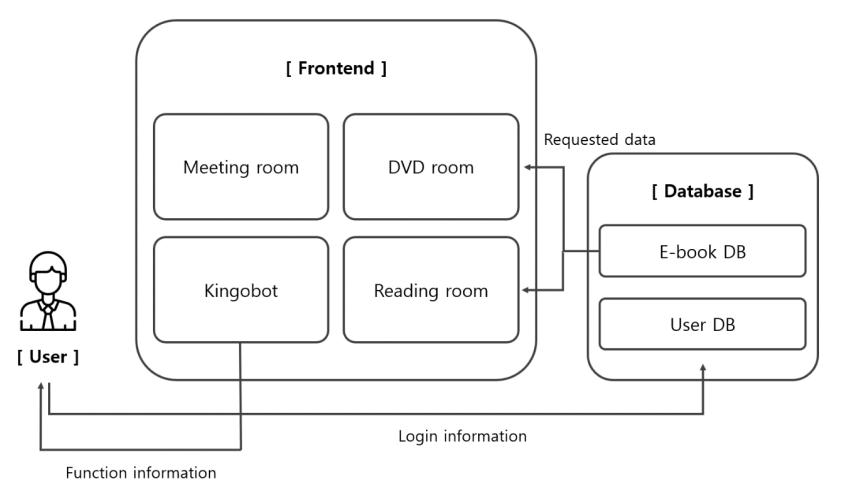 [ Frontend ]
Meeting room
DVD room
Requested data
[ Database ]
E-book DB
Kingobot
Reading room
User DB
[ User ]
Login information
Function information